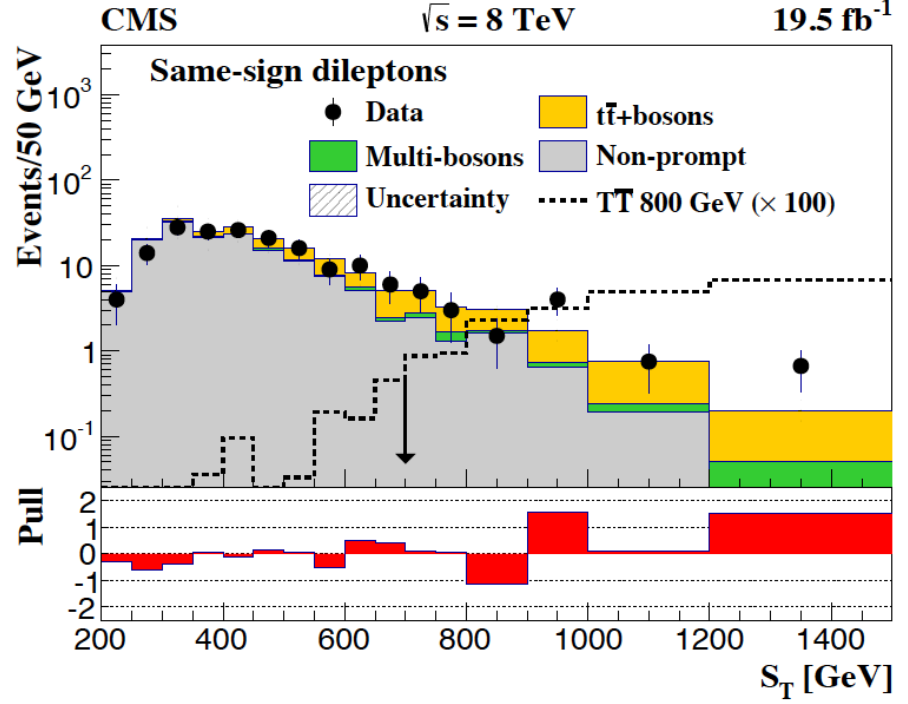 CMS √s = 8 TeV 19.5 fb⁻¹
Same-sign dileptons
Data
tt̄+bosons
Multi-bosons
Non-prompt
Uncertainty
TT̄ 800 GeV (× 100)
Events/50 GeV
10³
10²
10
1
10⁻¹
Pull
2
1
0
-1
-2
200 400 600 800 1000 1200 1400
S_T [GeV]